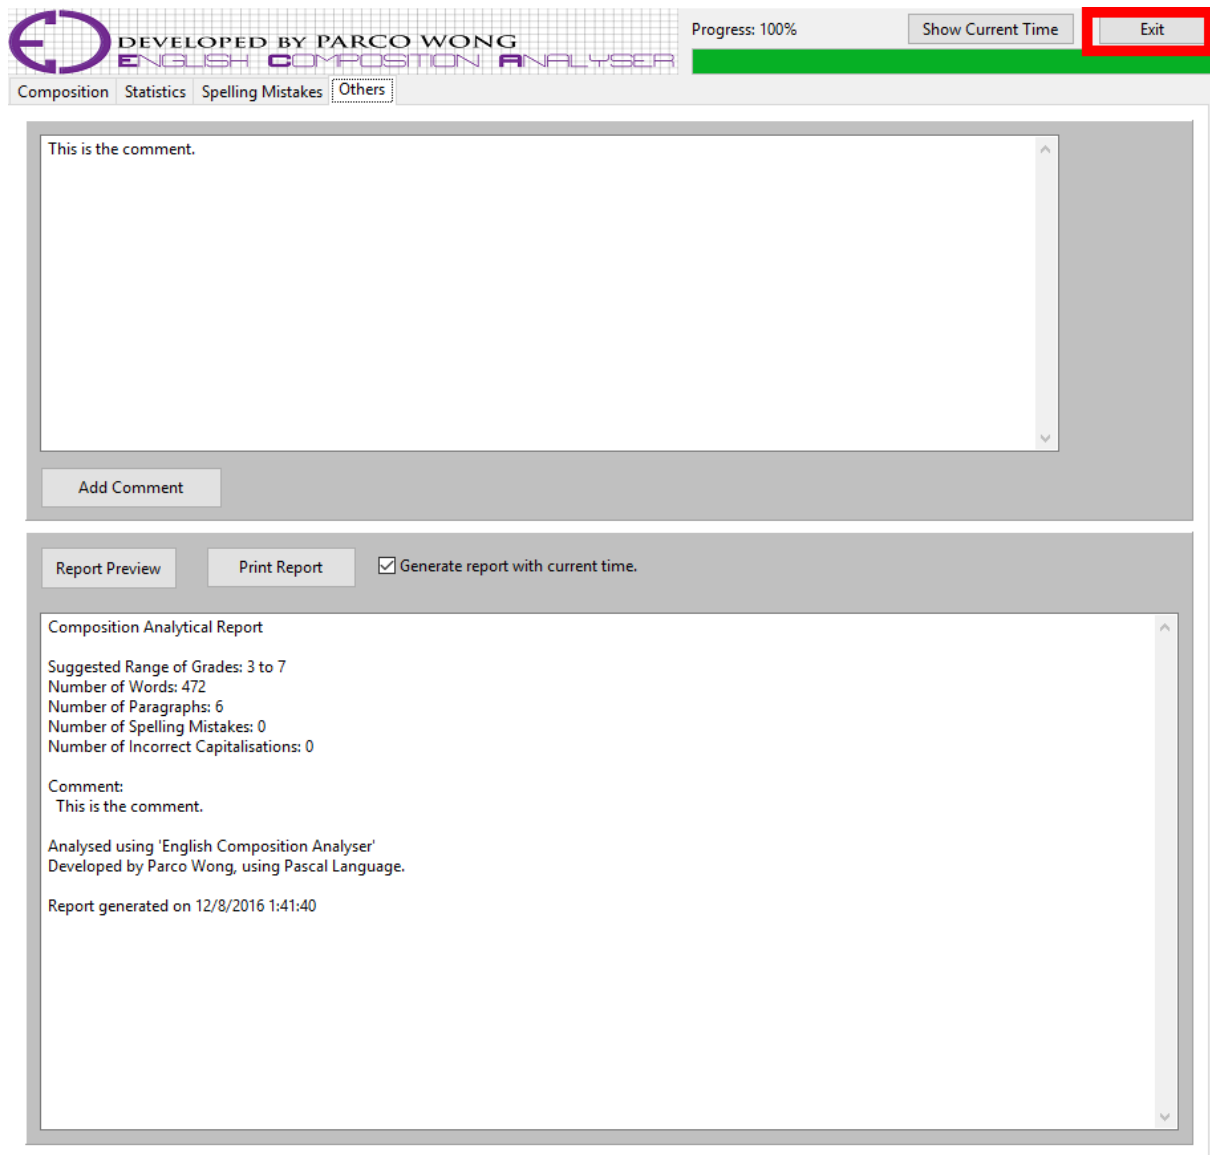 DEVELOPED BY PARCO WONG
ENGLISH COMPOSITION ANALYSER
Progress: 100%
Show Current Time
Exit
Composition
Statistics
Spelling Mistakes
Others
This is the comment.
Add Comment
Report Preview
Print Report
Generate report with current time.
Composition Analytical Report
Suggested Range of Grades: 3 to 7
Number of Words: 472
Number of Paragraphs: 6
Number of Spelling Mistakes: 0
Number of Incorrect Capitalisations: 0
Comment:
This is the comment.
Analysed using 'English Composition Analyser'
Developed by Parco Wong, using Pascal Language.
Report generated on 12/8/2016 1:41:40